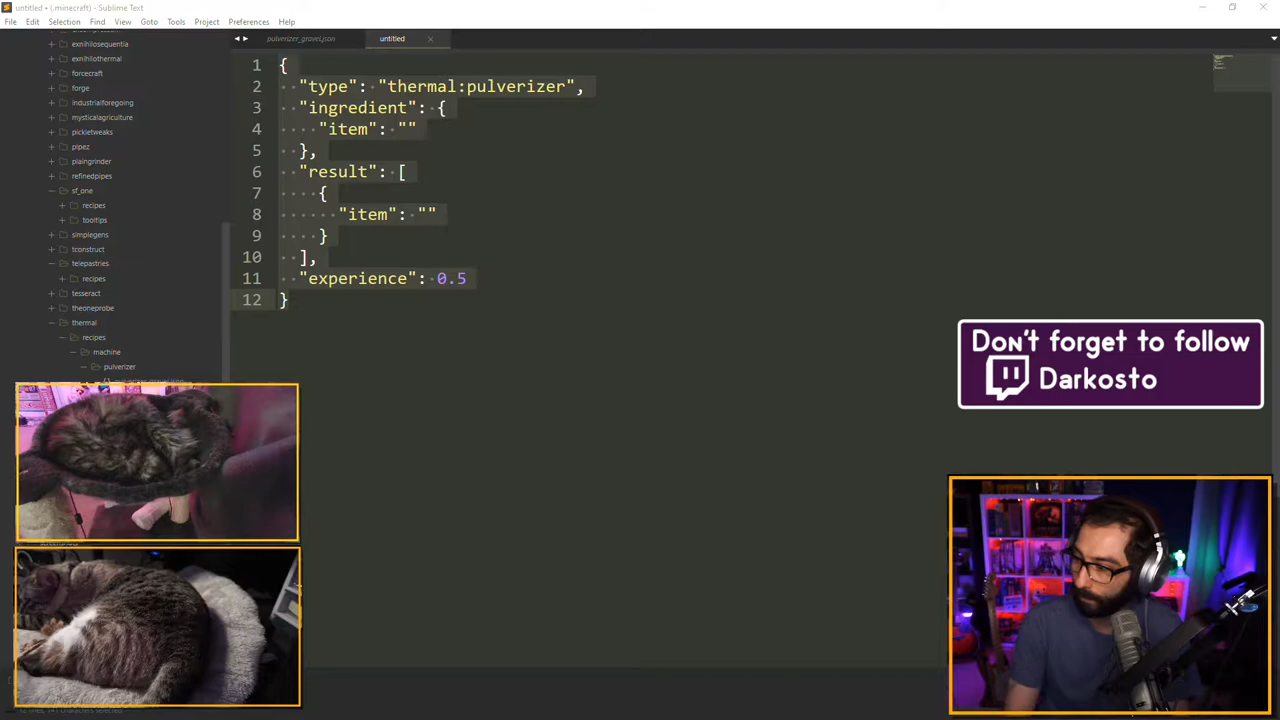 untitled • (.minecraft) - Sublime Text
File Edit Selection Find View Goto Tools Project Preferences Help
pulverizer_gravel.json untitled
exnihilosequentia
exnihilothermal
forcecraft
forge
industrialforegoing
mysticalagriculture
pickletweaks
pipez
plaingrinder
refinedpipes
sf_one
recipes
tooltips
simplegens
tconstruct
telepastries
recipes
tesseract
theoneprobe
thermal
recipes
machine
pulverizer
1 {
2 "type": "thermal:pulverizer",
3 "ingredient": {
4 "item": ""
5 },
6 "result": [
7 {
8 "item": ""
9 }
10 ],
11 "experience": 0.5
12 }
Don't forget to follow
Darkosto